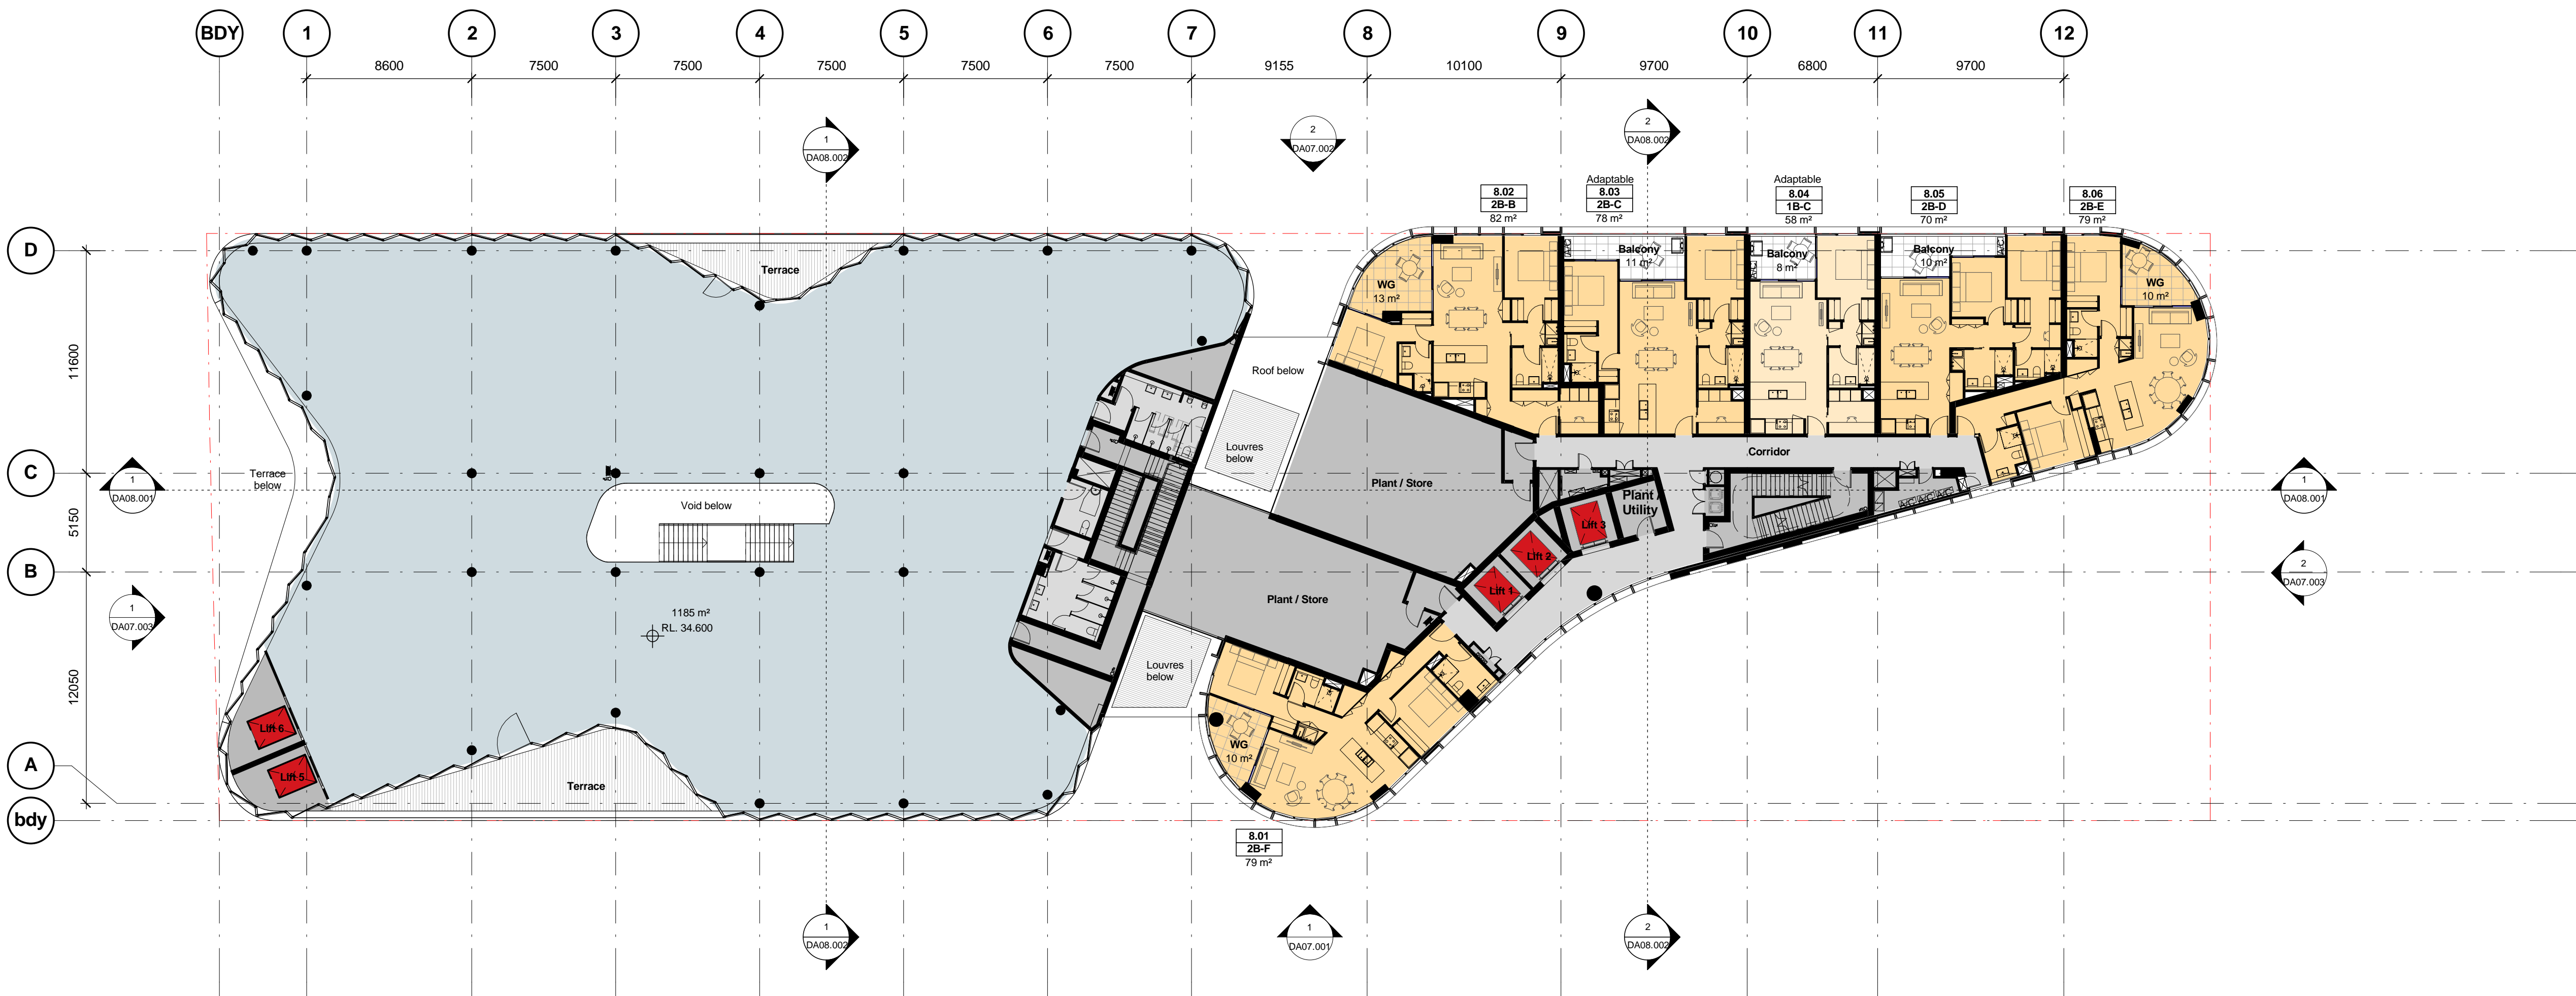 BDY
1
2
3
4
5
6
7
8
9
10
11
12
8600
7500
7500
7500
7500
7500
9155
10100
9700
6800
9700
1
DA08.002
2
DA07.002
2
DA08.002
8.02
2B-B
82 m²
Adaptable
8.03
2B-C
78 m²
Adaptable
8.04
1B-C
58 m²
8.05
2B-D
70 m²
8.06
2B-E
79 m²
D
C
B
A
bdy
11600
5150
12050
Terrace
Balcony
11 m²
Balcony
8 m²
Balcony
10 m²
WG
13 m²
WG
10 m²
A/C
A/C
A/C
Roof below
Louvres
below
Terrace
below
Corridor
1
DA08.001
Plant / Store
Plant /
Utility
A/C
A/C
A/C
1
DA08.001
Void below
Lift 3
Lift 2
Lift 1
Plant / Store
1185 m²
RL. 34.600
1
DA07.003
2
DA07.003
Louvres
below
Lift 6
Lift 5
WG
10 m²
Terrace
8.01
2B-F
79 m²
1
DA08.002
1
DA07.001
2
DA08.002